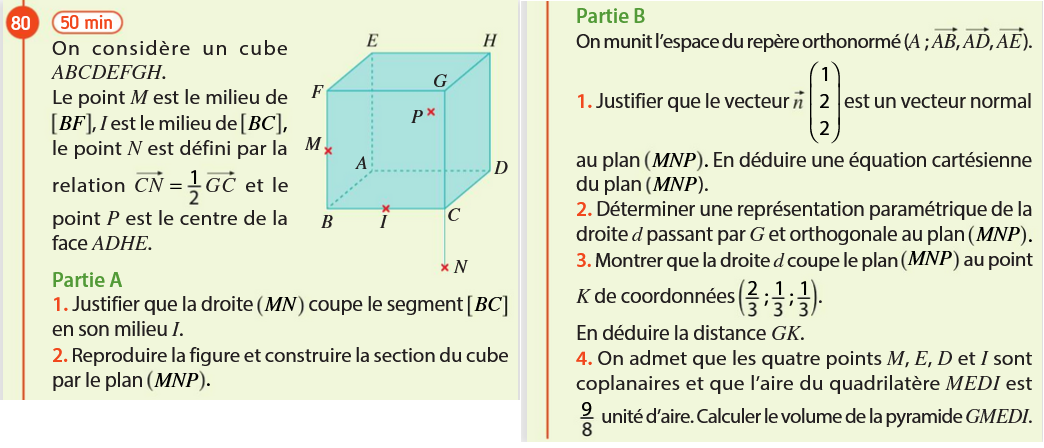 80 50 min
On considère un cube
ABCDEFGH.
Le point M est le milieu de
[BF], I est le milieu de [BC],
le point N est défini par la
relation \overrightarrow{CN} = \frac{1}{2} \overrightarrow{GC} et le
point P est le centre de la
face ADHE.
E
H
F
G
P
M
A
D
B
I
C
N
Partie A
1. Justifier que la droite (MN) coupe le segment [BC]
en son milieu I.
2. Reproduire la figure et construire la section du cube
par le plan (MNP).
Partie B
On munit l'espace du repère orthonormé (A ; \overrightarrow{AB}, \overrightarrow{AD}, \overrightarrow{AE}).
1. Justifier que le vecteur \vec{n} \begin{pmatrix} 1 \\ 2 \\ 2 \end{pmatrix} est un vecteur normal
au plan (MNP). En déduire une équation cartésienne
du plan (MNP).
2. Déterminer une représentation paramétrique de la
droite d passant par G et orthogonale au plan (MNP).
3. Montrer que la droite d coupe le plan (MNP) au point
K de coordonnées (\frac{2}{3} ; \frac{1}{3} ; \frac{1}{3}).
En déduire la distance GK.
4. On admet que les quatre points M, E, D et I sont
coplanaires et que l'aire du quadrilatère MEDI est
\frac{9}{8} unité d'aire. Calculer le volume de la pyramide GMEDI.